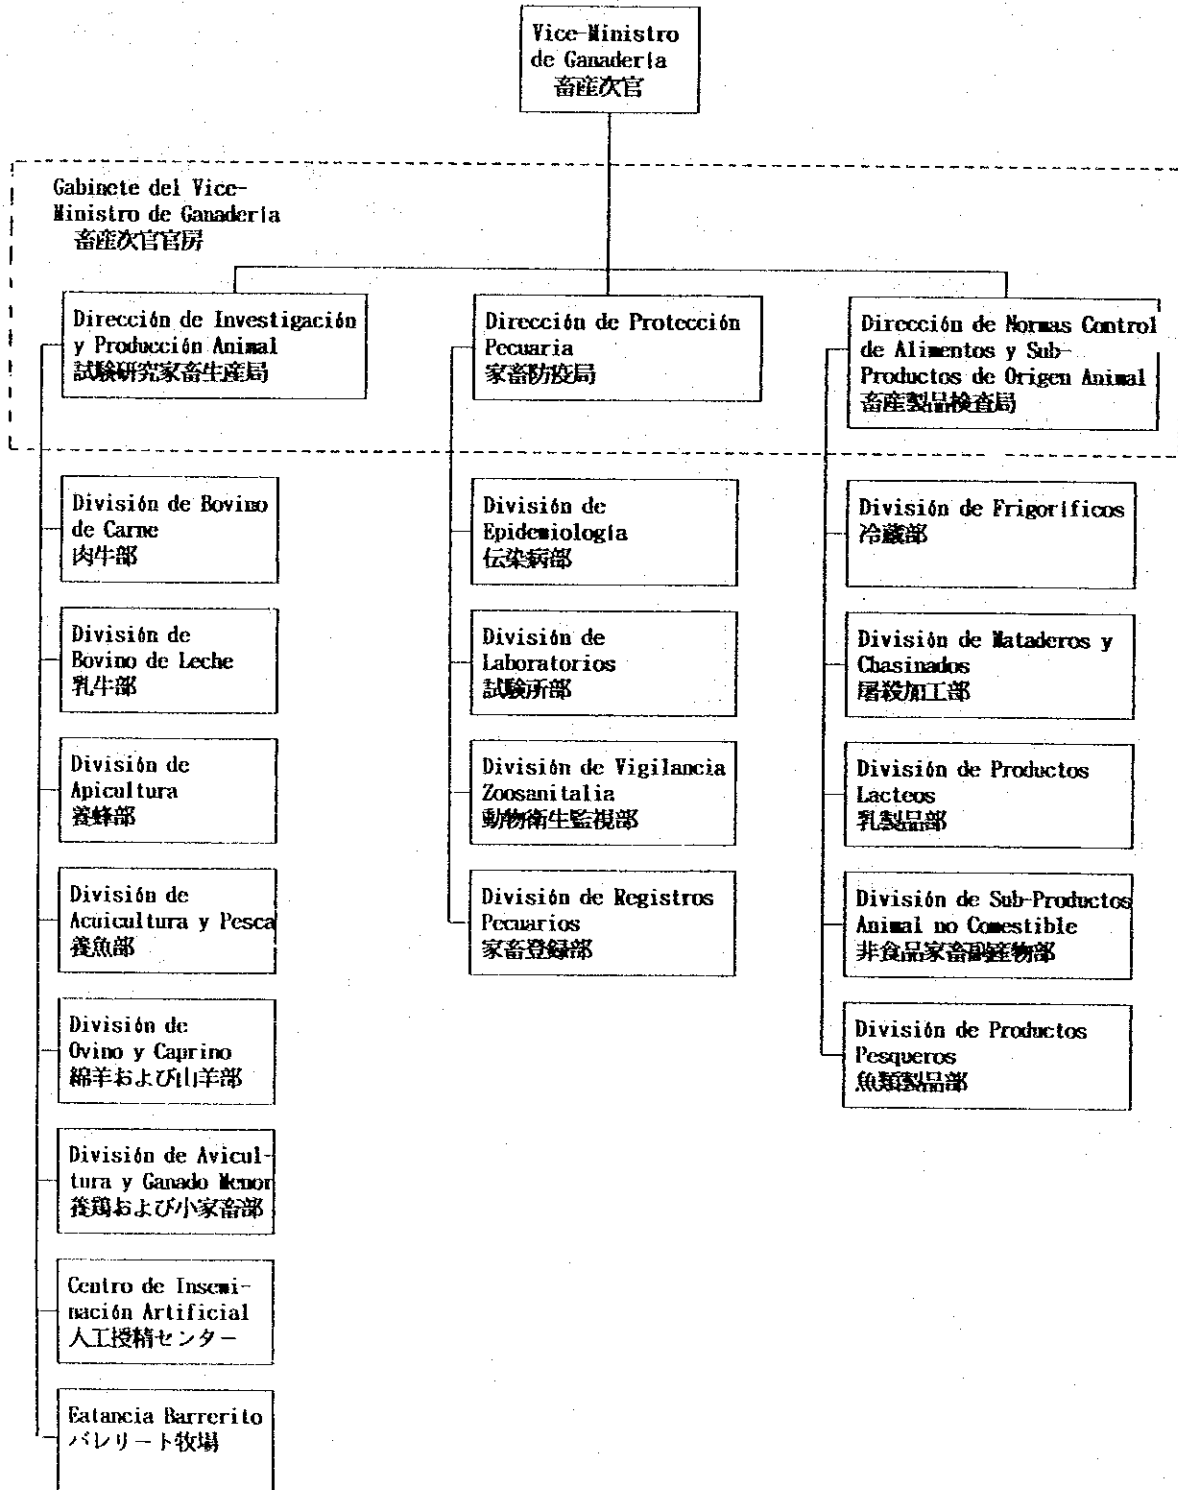 Vice-Ministro
de Ganadería
畜産次官
Gabinete del Vice-
Ministro de Ganadería
畜産次官官房
Dirección de Investigación
y Producción Animal
試験研究家畜生産局
Dirección de Protección
Pecuaria
家畜防疫局
Dirección de Normas Control
de Alimentos y Sub-
Productos de Origen Animal
畜産製品検査局
División de Bovino
de Carne
肉牛部
División de
Bovino de Leche
乳牛部
División de
Apicultura
養蜂部
División de
Acuicultura y Pesca
養魚部
División de
Ovino y Caprino
綿羊および山羊部
División de Avicul-
tura y Ganado Menor
養鶏および小家畜部
Centro de Insemi-
nación Artificial
人工授精センター
Eatancia Barrerito
バレリート牧場
División de
Epidemiología
伝染病部
División de
Laboratorios
試験所部
División de Vigilancia
Zoosanitalia
動物衛生監視部
División de Registros
Pecuarios
家畜登録部
División de Frigoríficos
冷蔵部
División de Mataderos y
Chasinados
屠殺加工部
División de Productos
Lácteos
乳製品部
División de Sub-Productos
Animal no Comestible
非食品家畜副産物部
División de Productos
Pesqueros
魚類製品部